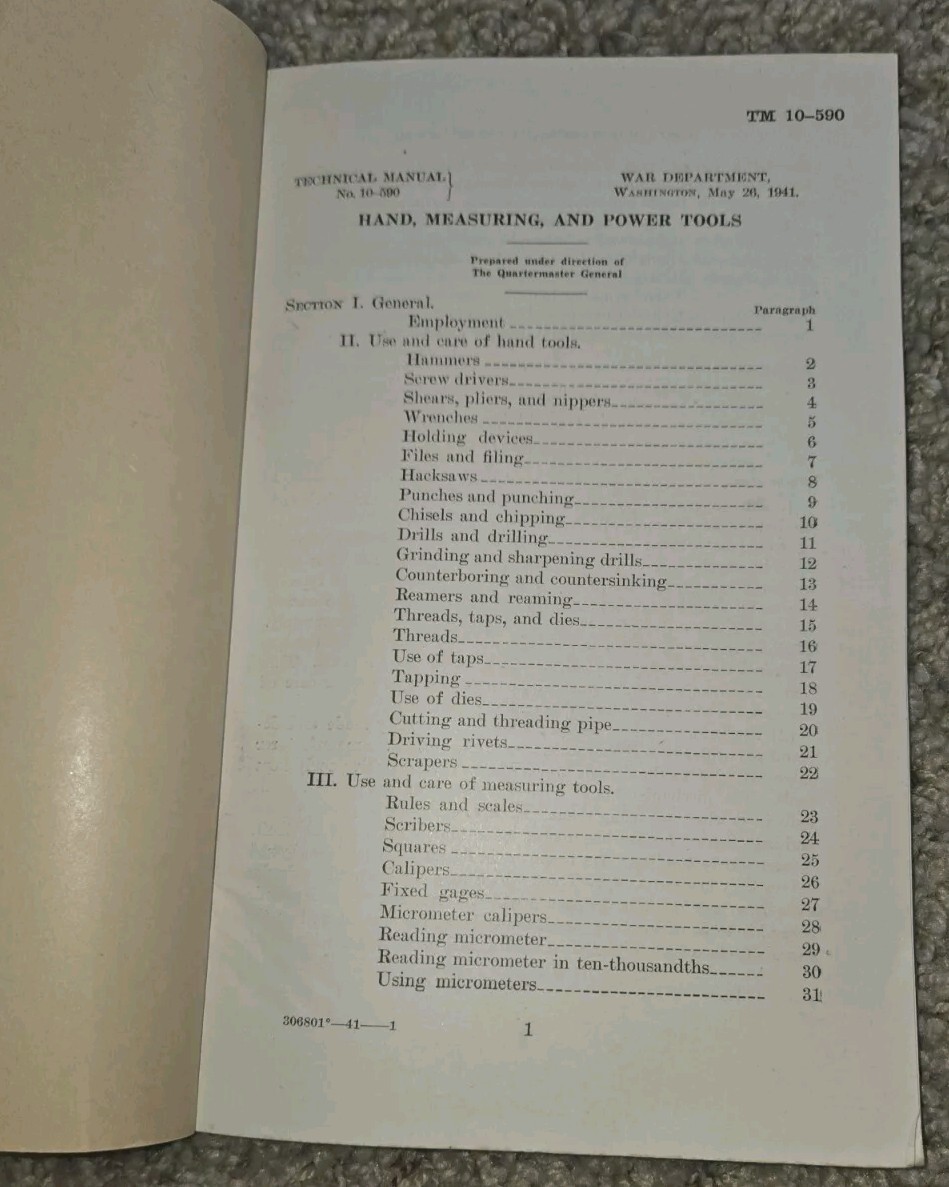 TM 10–590
TECHNICAL MANUAL} WAR DEPARTMENT,
No. 10–590 WASHINGTON, May 26, 1941.
HAND, MEASURING, AND POWER TOOLS
Prepared under direction of
The Quartermaster General
SECTION I. General. Paragraph
Employment 1
II. Use and care of hand tools.
Hammers 2
Screw drivers 3
Shears, pliers, and nippers 4
Wrenches 5
Holding devices 6
Files and filing 7
Hacksaws 8
Punches and punching 9
Chisels and chipping 10
Drills and drilling 11
Grinding and sharpening drills 12
Counterboring and countersinking 13
Reamers and reaming 14
Threads, taps, and dies 15
Threads 16
Use of taps 17
Tapping 18
Use of dies 19
Cutting and threading pipe 20
Driving rivets 21
Scrapers 22
III. Use and care of measuring tools.
Rules and scales 23
Scribers 24
Squares 25
Calipers 26
Fixed gages 27
Micrometer calipers 28
Reading micrometer 29
Reading micrometer in ten-thousandths 30
Using micrometers 31
306801°—41——1 1